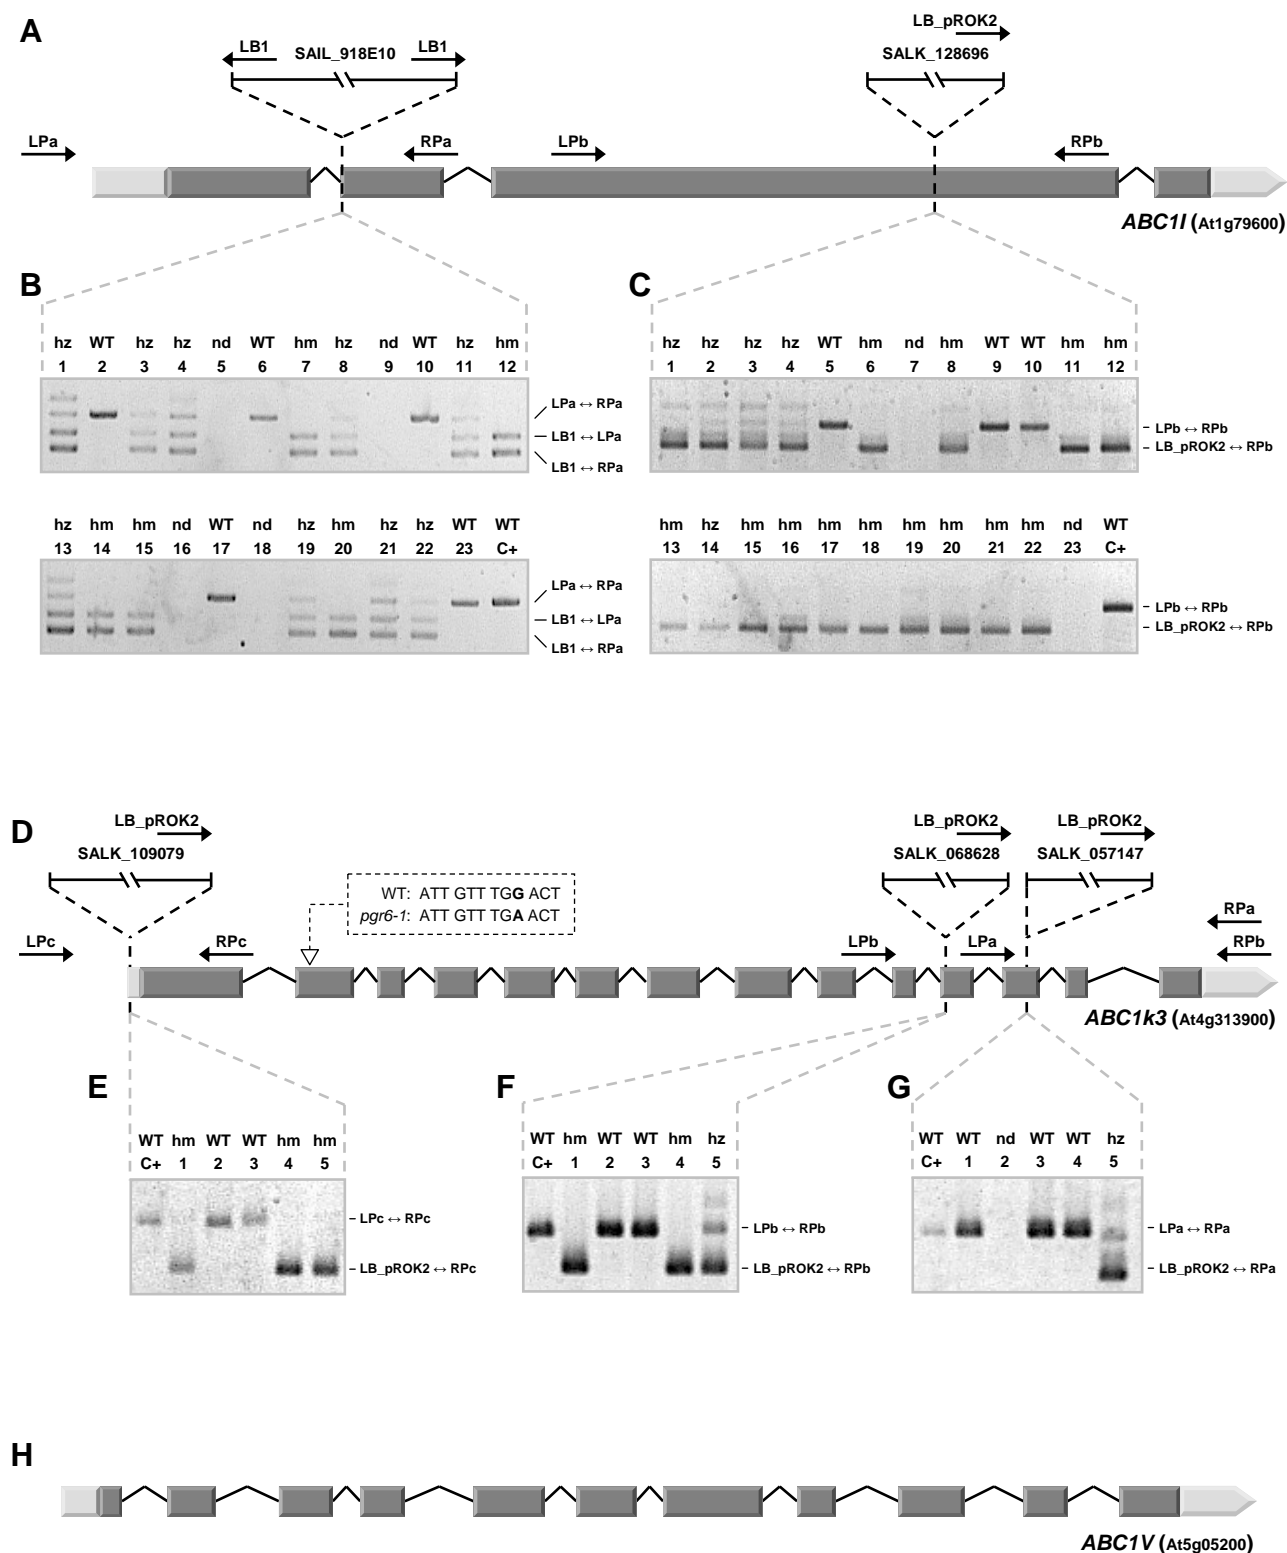 A
LB_pROK2
LB1 SAIL_918E10 LB1
SALK_128696
LPa RPa LPb RPb
ABC1I (At1g79600)
B
hz WT hz hz nd WT hm hz nd WT hz hm
1 2 3 4 5 6 7 8 9 10 11 12
LPa ↔ RPa
LB1 ↔ LPa
LB1 ↔ RPa
hz hm hm nd WT nd hz hm hz hz WT WT
13 14 15 16 17 18 19 20 21 22 23 C+
LPa ↔ RPa
LB1 ↔ LPa
LB1 ↔ RPa
C
hz hz hz hz WT hm nd hm WT WT hm hm
1 2 3 4 5 6 7 8 9 10 11 12
LPb ↔ RPb
LB_pROK2 ↔ RPb
hm hz hm hm hm hm hm hm hm hm nd WT
13 14 15 16 17 18 19 20 21 22 23 C+
LPb ↔ RPb
LB_pROK2 ↔ RPb
D
LB_pROK2 LB_pROK2 LB_pROK2
SALK_109079 SALK_068628 SALK_057147
WT: ATT GTT TGG ACT
pgr6-1: ATT GTT TGA ACT
RPa
LPc RPc LPb LPa RPb
ABC1k3 (At4g313900)
E
WT hm WT WT hm hm
C+ 1 2 3 4 5
LPc ↔ RPc
LB_pROK2 ↔ RPc
F
WT hm WT WT hm hz
C+ 1 2 3 4 5
LPb ↔ RPb
LB_pROK2 ↔ RPb
G
WT WT nd WT WT hz
C+ 1 2 3 4 5
LPa ↔ RPa
LB_pROK2 ↔ RPa
H
ABC1V (At5g05200)